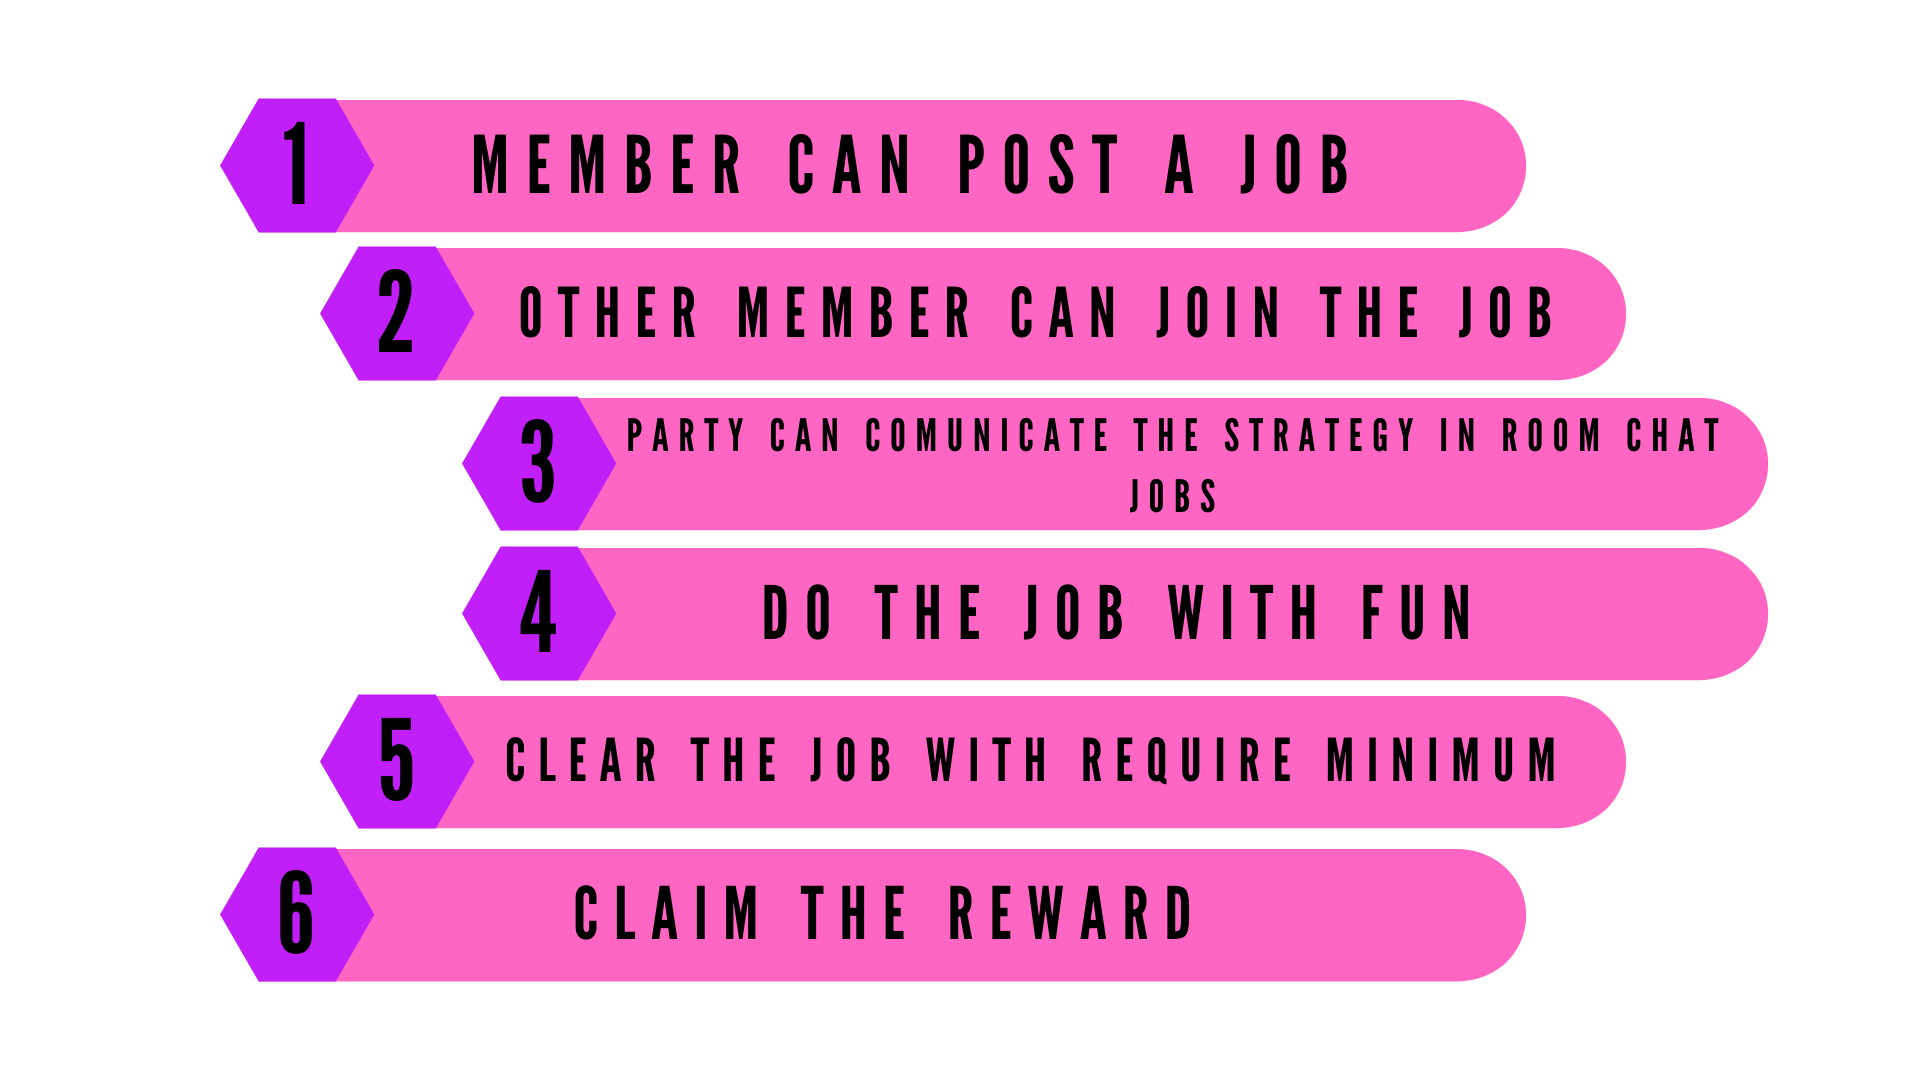 1 MEMBER CAN POST A JOB
2 OTHER MEMBER CAN JOIN THE JOB
3 PARTY CAN COMUNICATE THE STRATEGY IN ROOM CHAT
JOBS
4 DO THE JOB WITH FUN
5 CLEAR THE JOB WITH REQUIRE MINIMUM
6 CLAIM THE REWARD